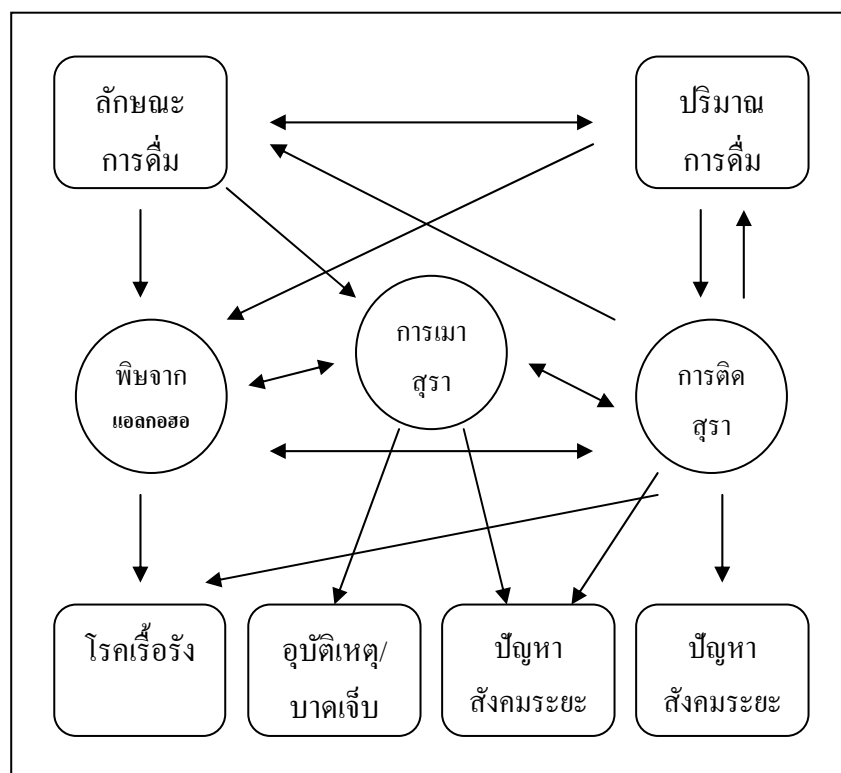 ลักษณะ
การดื่ม
ปริมาณ
การดื่ม
พิษจาก
แอลกอฮอ
การเมา
สุรา
การติด
สุรา
โรคเรื้อรัง
อุบัติเหตุ/
บาดเจ็บ
ปัญหา
สังคมระยะ
ปัญหา
สังคมระยะ